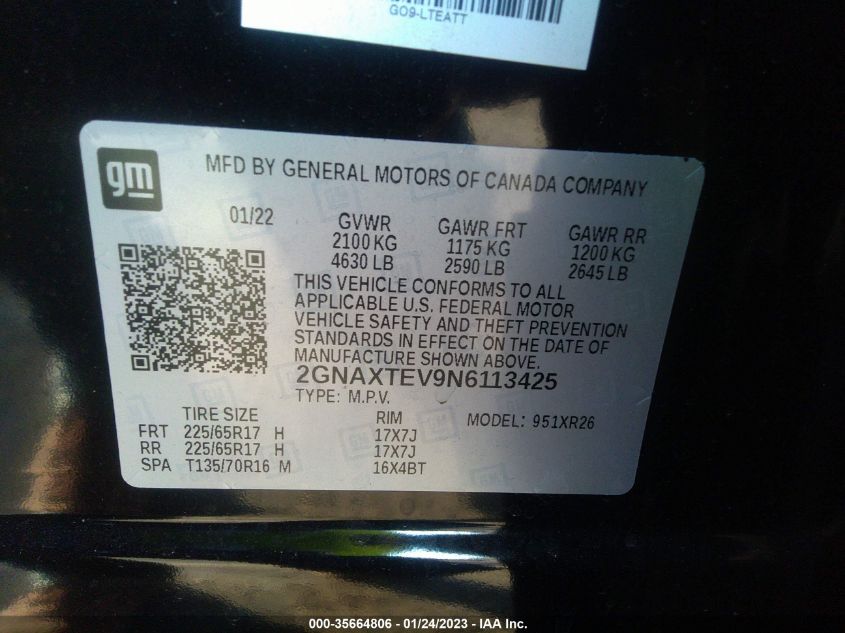 GO9-LTEATT
gm
MFD BY GENERAL MOTORS OF CANADA COMPANY
01/22 GVWR GAWR FRT GAWR RR
2100 KG 1175 KG 1200 KG
4630 LB 2590 LB 2645 LB
THIS VEHICLE CONFORMS TO ALL
APPLICABLE U.S. FEDERAL MOTOR
VEHICLE SAFETY AND THEFT PREVENTION
STANDARDS IN EFFECT ON THE DATE OF
MANUFACTURE SHOWN ABOVE.
2GNAXTEV9N6113425
TYPE: M.P.V.
TIRE SIZE RIM MODEL: 951XR26
FRT 225/65R17 H 17X7J
RR 225/65R17 H 17X7J
SPA T135/70R16 M 16X4BT
000-35664806 - 01/24/2023 - IAA Inc.